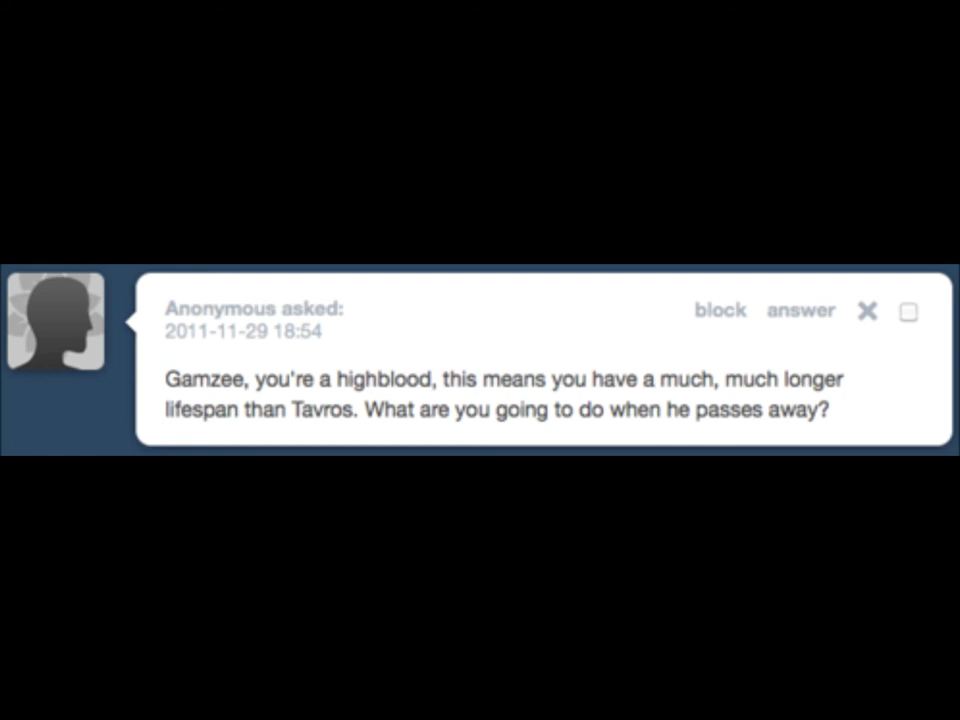 Anonymous asked:
block answer
2011-11-29 18:54
Gamzee, you're a highblood, this means you have a much, much longer
lifespan than Tavros. What are you going to do when he passes away?